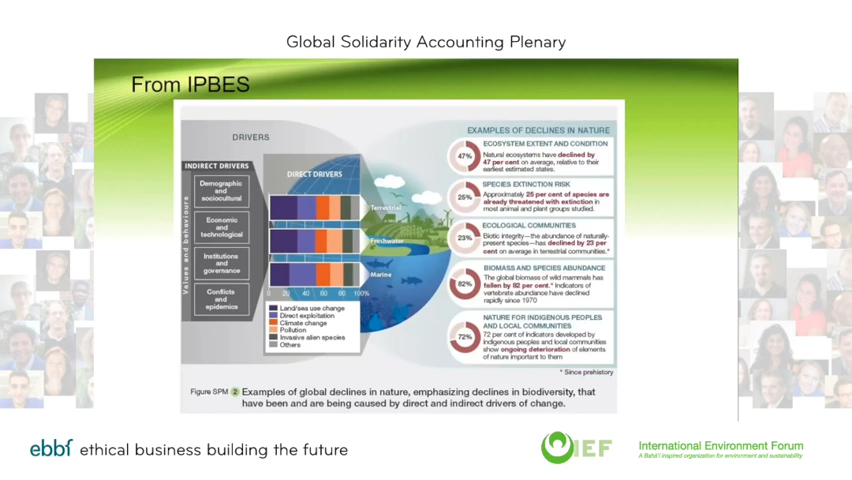 Global Solidarity Accounting Plenary
From IPBES
DRIVERS
INDIRECT DRIVERS
Values and behaviours
Demographic
and
sociocultural
Economic
and
technological
Institutions
and
governance
Conflicts
and
epidemics
DIRECT DRIVERS
Terrestrial
Freshwater
Marine
0 20 40 60 80 100%
Land/sea use change
Direct exploitation
Climate change
Pollution
Invasive alien species
Others
EXAMPLES OF DECLINES IN NATURE
47%
ECOSYSTEM EXTENT AND CONDITION
Natural ecosystems have declined by
47 per cent on average, relative to their
earliest estimated states.
25%
SPECIES EXTINCTION RISK
Approximately 25 per cent of species are
already threatened with extinction in
most animal and plant groups studied.
23%
ECOLOGICAL COMMUNITIES
Biotic integrity—the abundance of naturally-
present species—has declined by 23 per
cent on average in terrestrial communities.*
82%
BIOMASS AND SPECIES ABUNDANCE
The global biomass of wild mammals has
fallen by 82 per cent.* Indicators of
vertebrate abundance have declined
rapidly since 1970
72%
NATURE FOR INDIGENOUS PEOPLES
AND LOCAL COMMUNITIES
72 per cent of indicators developed by
indigenous peoples and local communities
show ongoing deterioration of elements
of nature important to them
* Since prehistory
Figure SPM 2 Examples of global declines in nature, emphasizing declines in biodiversity, that
have been and are being caused by direct and indirect drivers of change.
ebbf ethical business building the future
IEF
International Environment Forum
A Bahá'í inspired organization for environment and sustainability